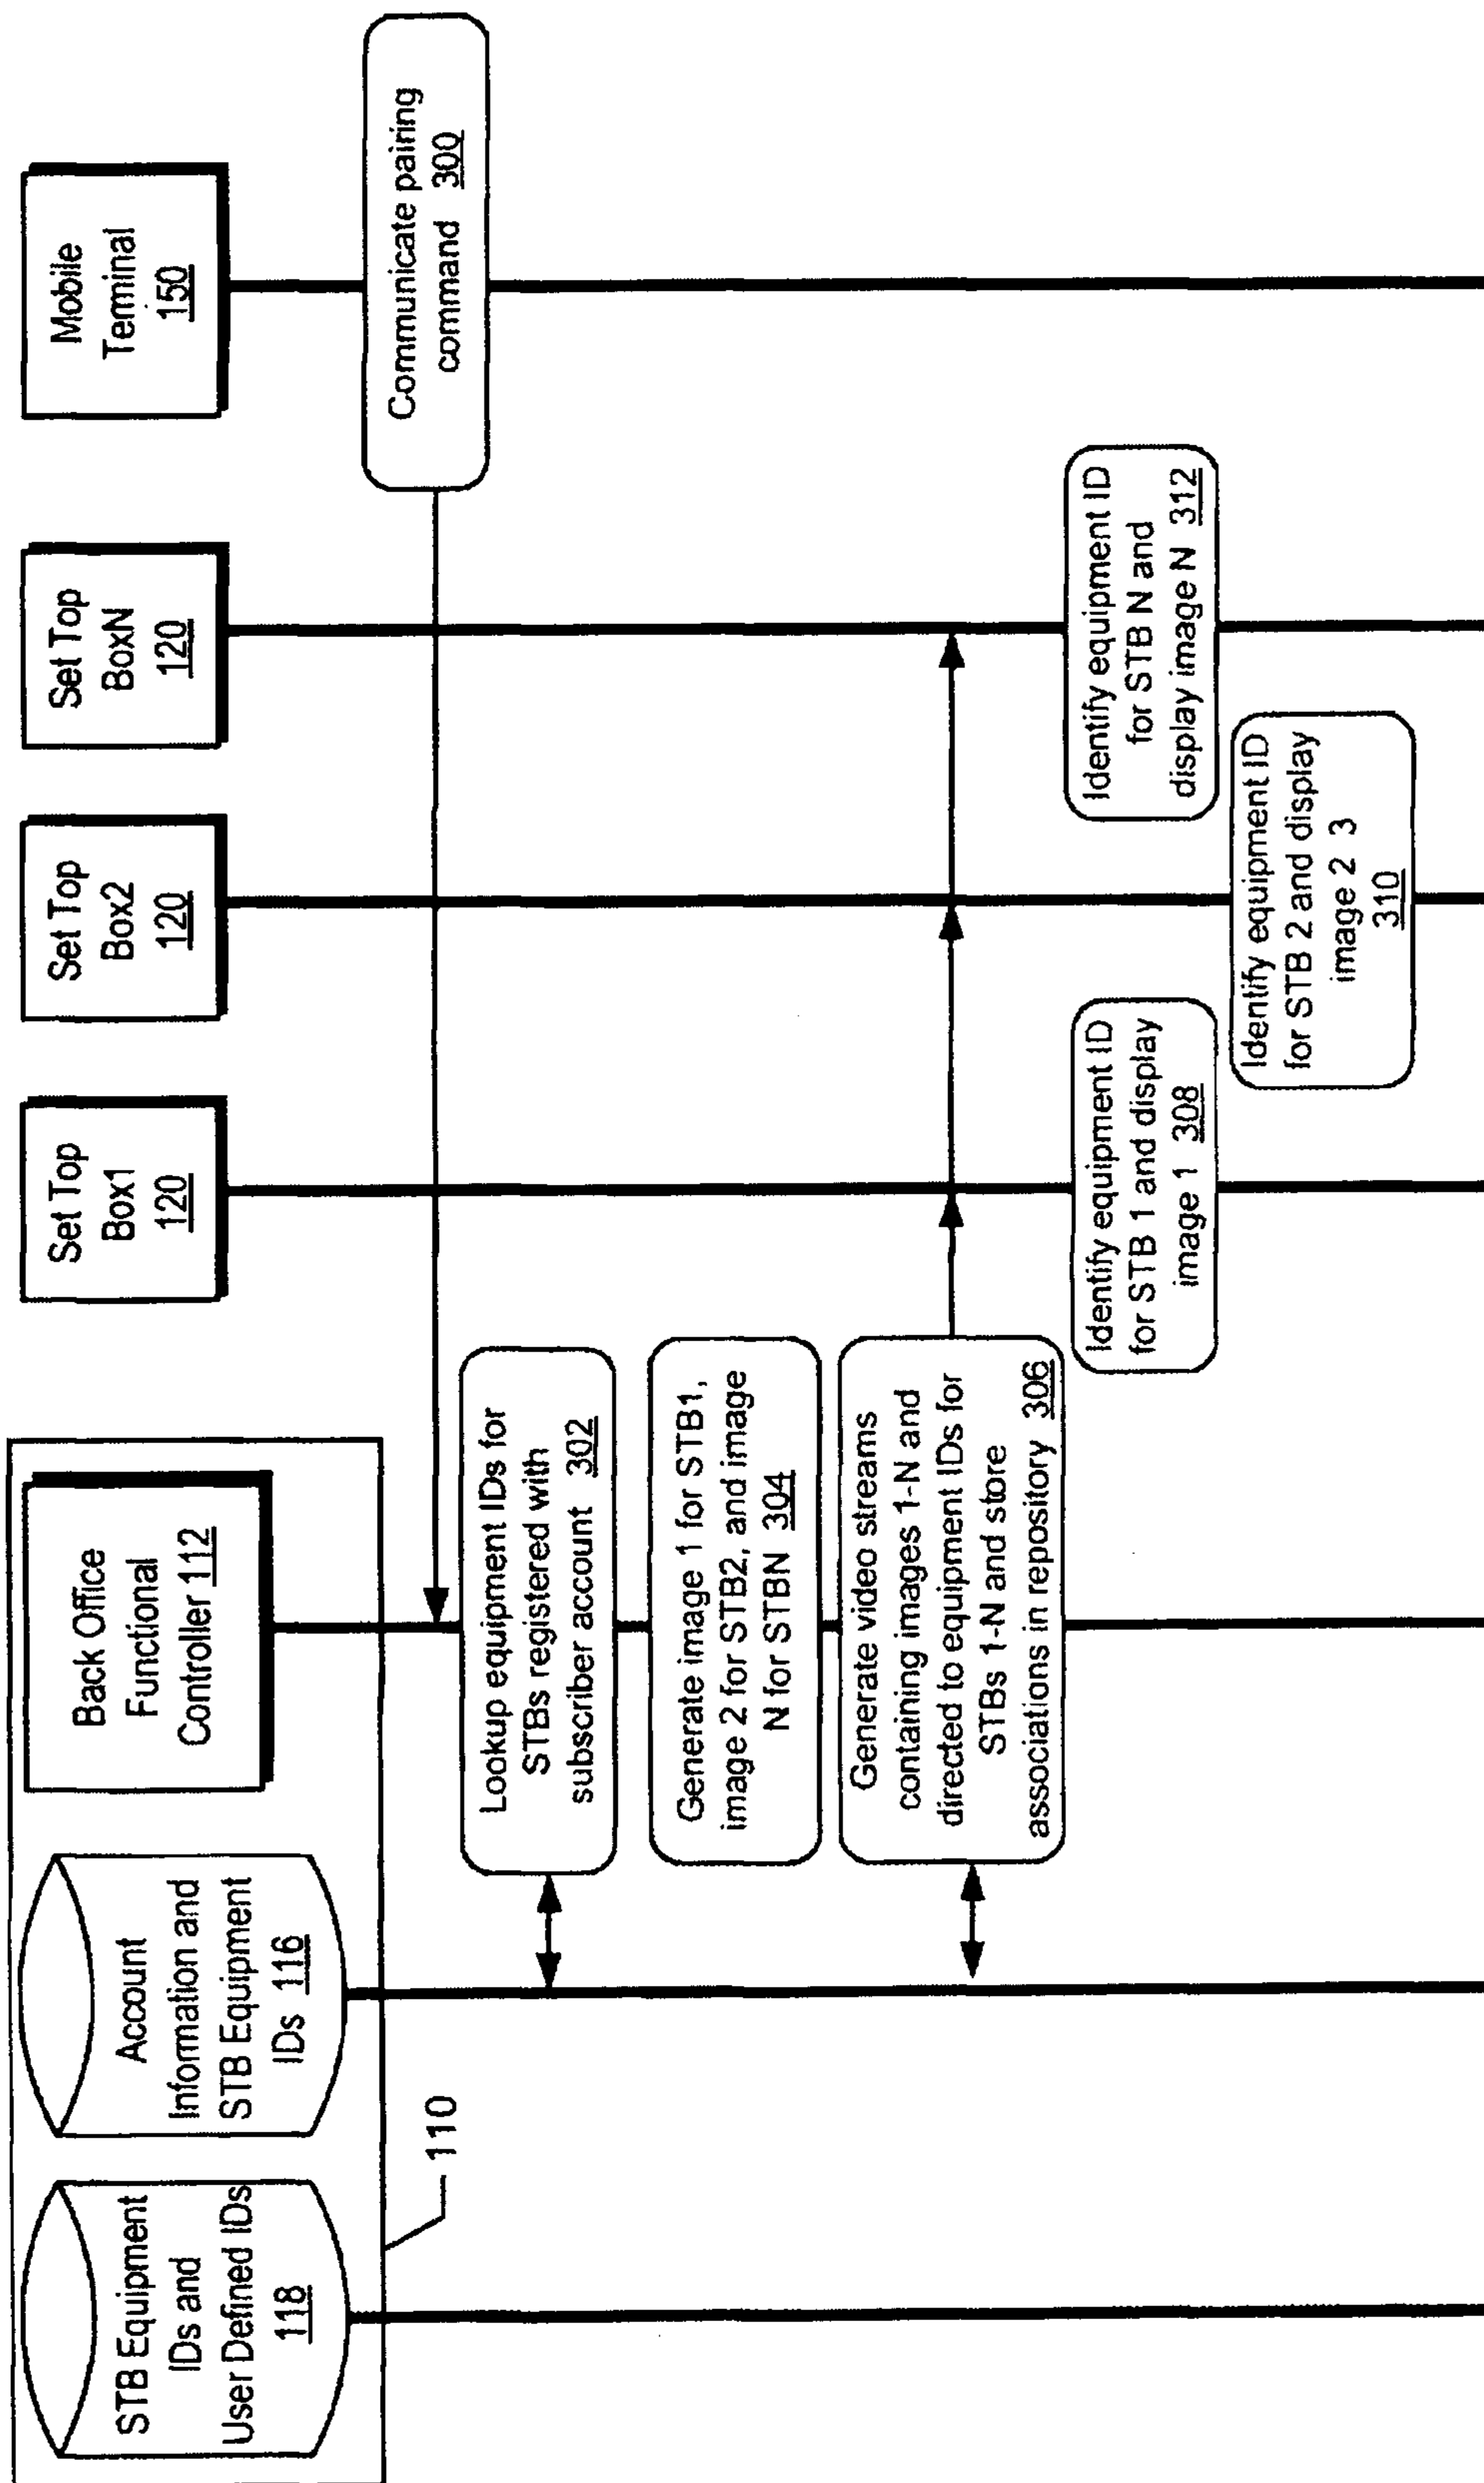 STB Equipment
IDs and
User Defined IDs
118
Account
Information and
STB Equipment
IDs 116
Back Office
Functional
Controller 112
Set Top
Box1
120
Set Top
Box2
120
Set Top
BoxN
120
Mobile
Terminal
150
110
Communicate pairing
command 300
Lookup equipment IDs for
STBs registered with
subscriber account 302
Generate image 1 for STB1,
image 2 for STB2, and image
N for STBN 304
Generate video streams
containing images 1-N and
directed to equipment IDs for
STBs 1-N and store
associations in repository 306
Identify equipment ID
for STB 1 and display
image 1 308
Identify equipment ID
for STB 2 and display
image 2 3
310
Identify equipment ID
for STB N and
display image N 312